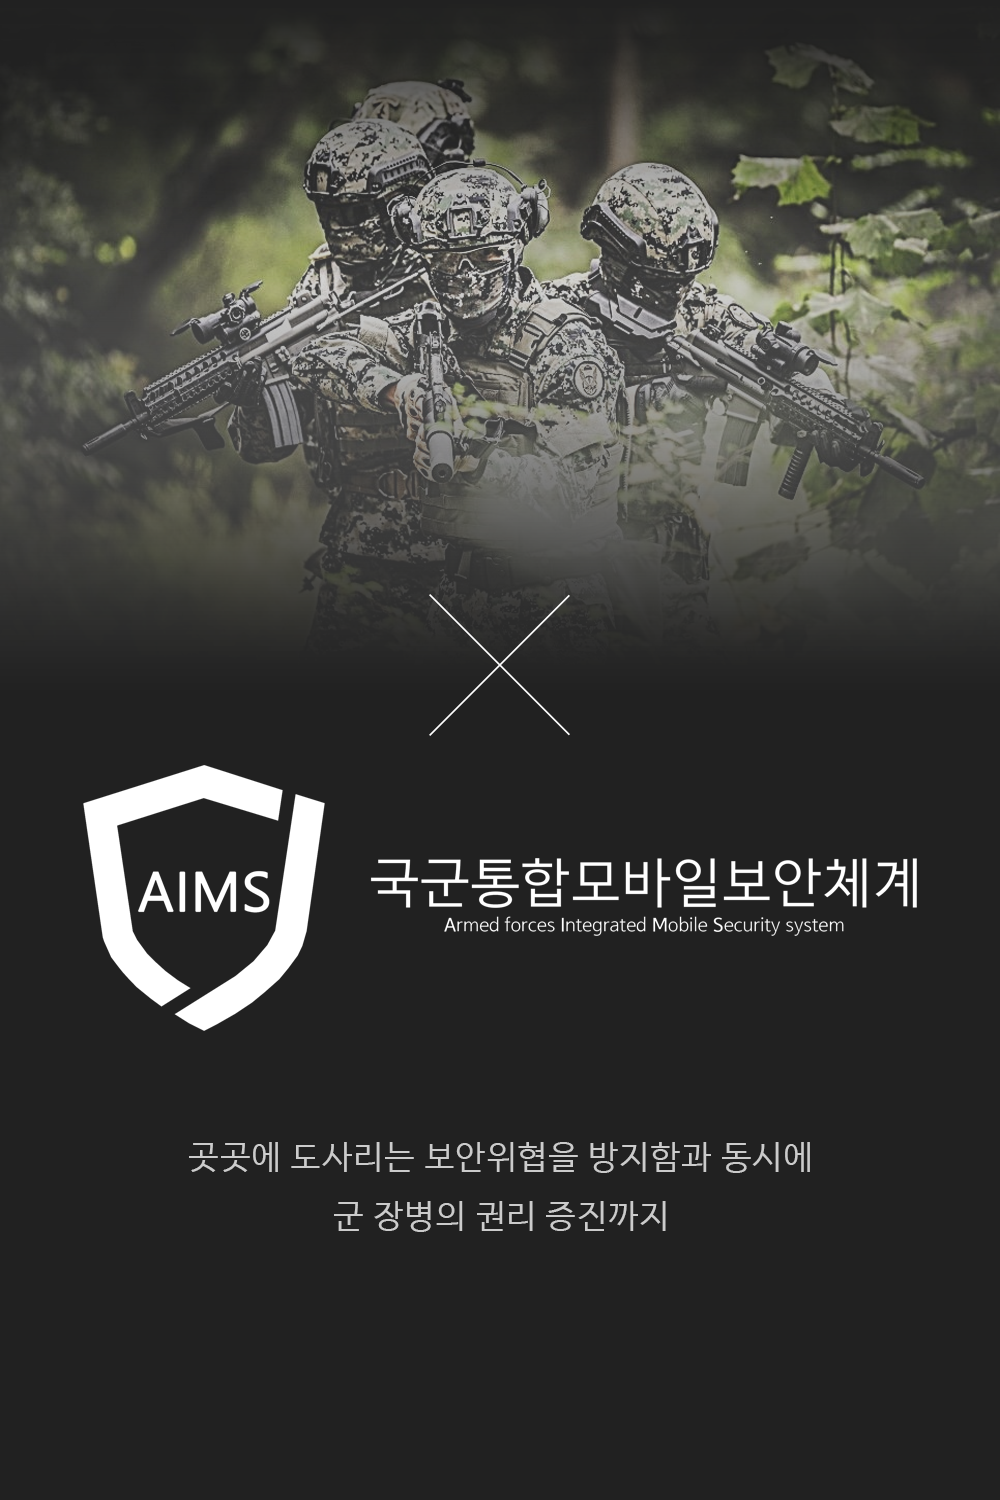 AIMS
국군통합모바일보안체계
Armed forces Integrated Mobile Security system
곳곳에 도사리는 보안위협을 방지함과 동시에
군 장병의 권리 증진까지